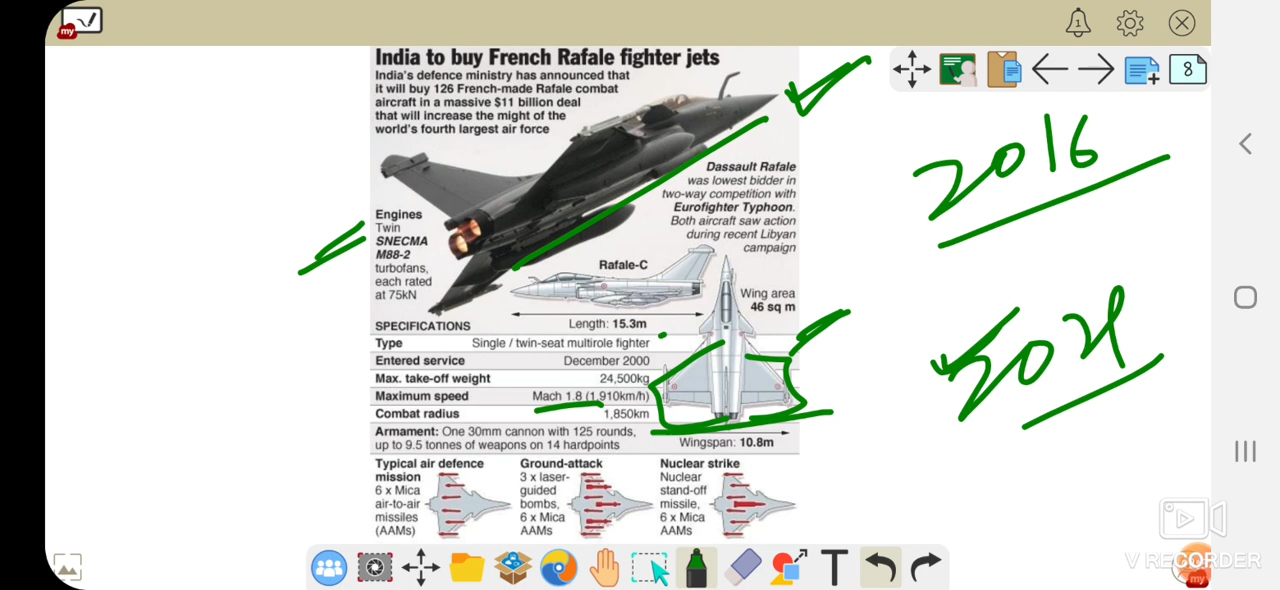 my
1
8
India to buy French Rafale fighter jets
India's defence ministry has announced that
it will buy 126 French-made Rafale combat
aircraft in a massive $11 billion deal
that will increase the might of the
world's fourth largest air force
2016
Dassault Rafale
was lowest bidder in
two-way competition with
Eurofighter Typhoon.
Both aircraft saw action
during recent Libyan
campaign
Engines
Twin
SNECMA
M88-2
turbofans,
each rated
at 75kN
Rafale-C
Wing area
46 sq m
Length: 15.3m
SPECIFICATIONS
Type Single / twin-seat multirole fighter
Entered service December 2000
Max. take-off weight 24,500kg
Maximum speed Mach 1.8 (1,910km/h)
Combat radius 1,850km
Armament: One 30mm cannon with 125 rounds,
up to 9.5 tonnes of weapons on 14 hardpoints
Wingspan: 10.8m
Typical air defence
mission
6 x Mica
air-to-air
missiles
(AAMs)
Ground-attack
3 x laser-
guided
bombs,
6 x Mica
AAMs
Nuclear strike
Nuclear
stand-off
missile,
6 x Mica
AAMs
T
V RECORDER
my